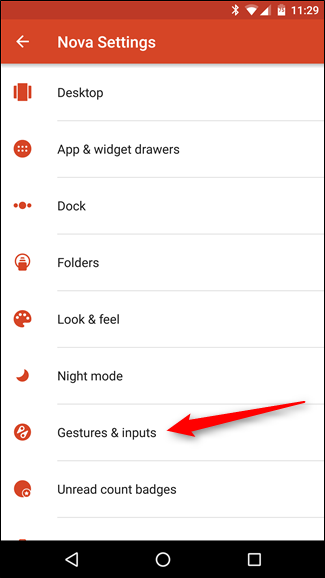 11:29
Nova Settings
Desktop
App & widget drawers
Dock
Folders
Look & feel
Night mode
Gestures & inputs
Unread count badges